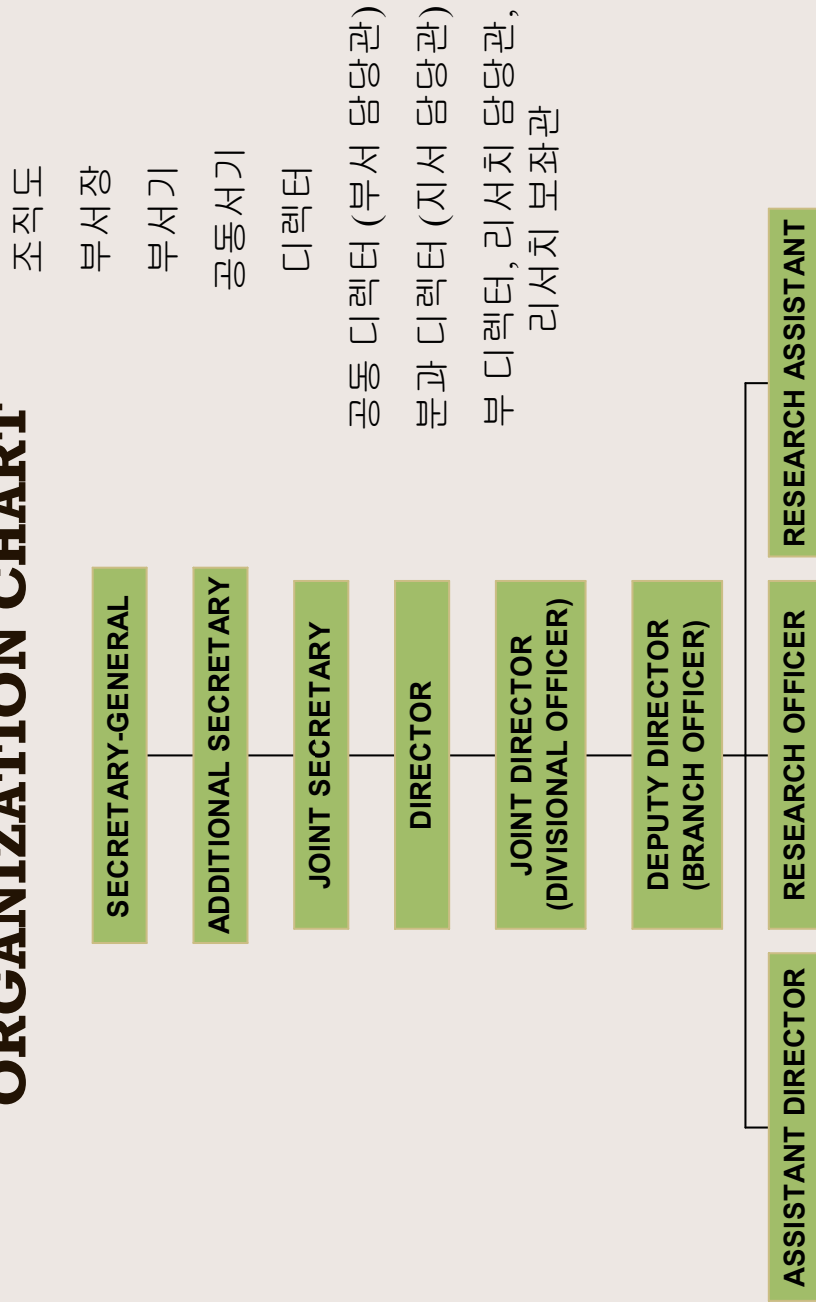 ORGANIZATION CHART
조직도
부서장
부서기
공동서기
디렉터
공동 디렉터 (부서 담당관)
분과 디렉터 (지서 담당관)
부 디렉터, 리서치 담당관,
리서치 보좌관
SECRETARY-GENERAL
ADDITIONAL SECRETARY
JOINT SECRETARY
DIRECTOR
JOINT DIRECTOR
(DIVISIONAL OFFICER)
DEPUTY DIRECTOR
(BRANCH OFFICER)
ASSISTANT DIRECTOR
RESEARCH OFFICER
RESEARCH ASSISTANT